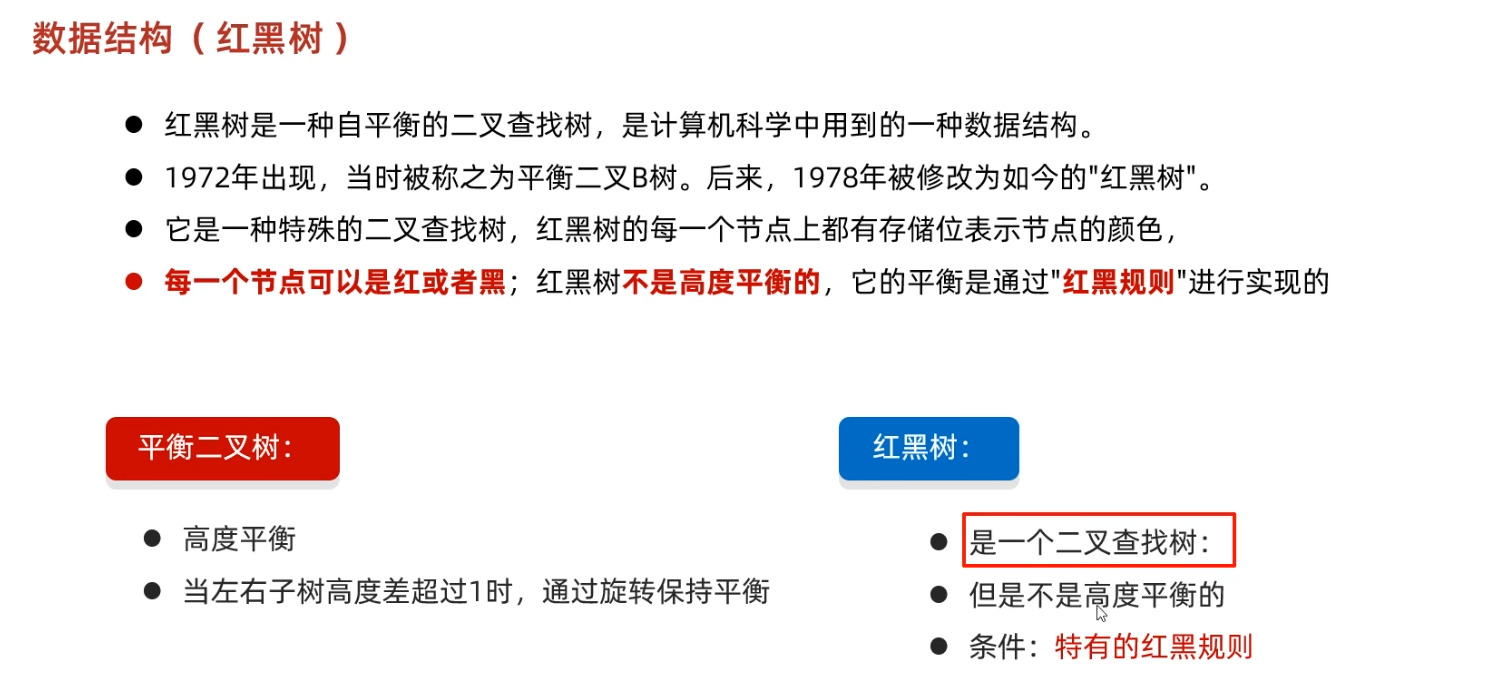 数据结构（红黑树）
红黑树是一种自平衡的二叉查找树，是计算机科学中用到的一种数据结构。
1972年出现，当时被称之为平衡二叉B树。后来，1978年被修改为如今的"红黑树"。
它是一种特殊的二叉查找树，红黑树的每一个节点上都有存储位表示节点的颜色，
每一个节点可以是红或者黑；红黑树不是高度平衡的，它的平衡是通过"红黑规则"进行实现的
平衡二叉树：
高度平衡
当左右子树高度差超过1时，通过旋转保持平衡
红黑树：
是一个二叉查找树：
但是不是高度平衡的
条件：特有的红黑规则